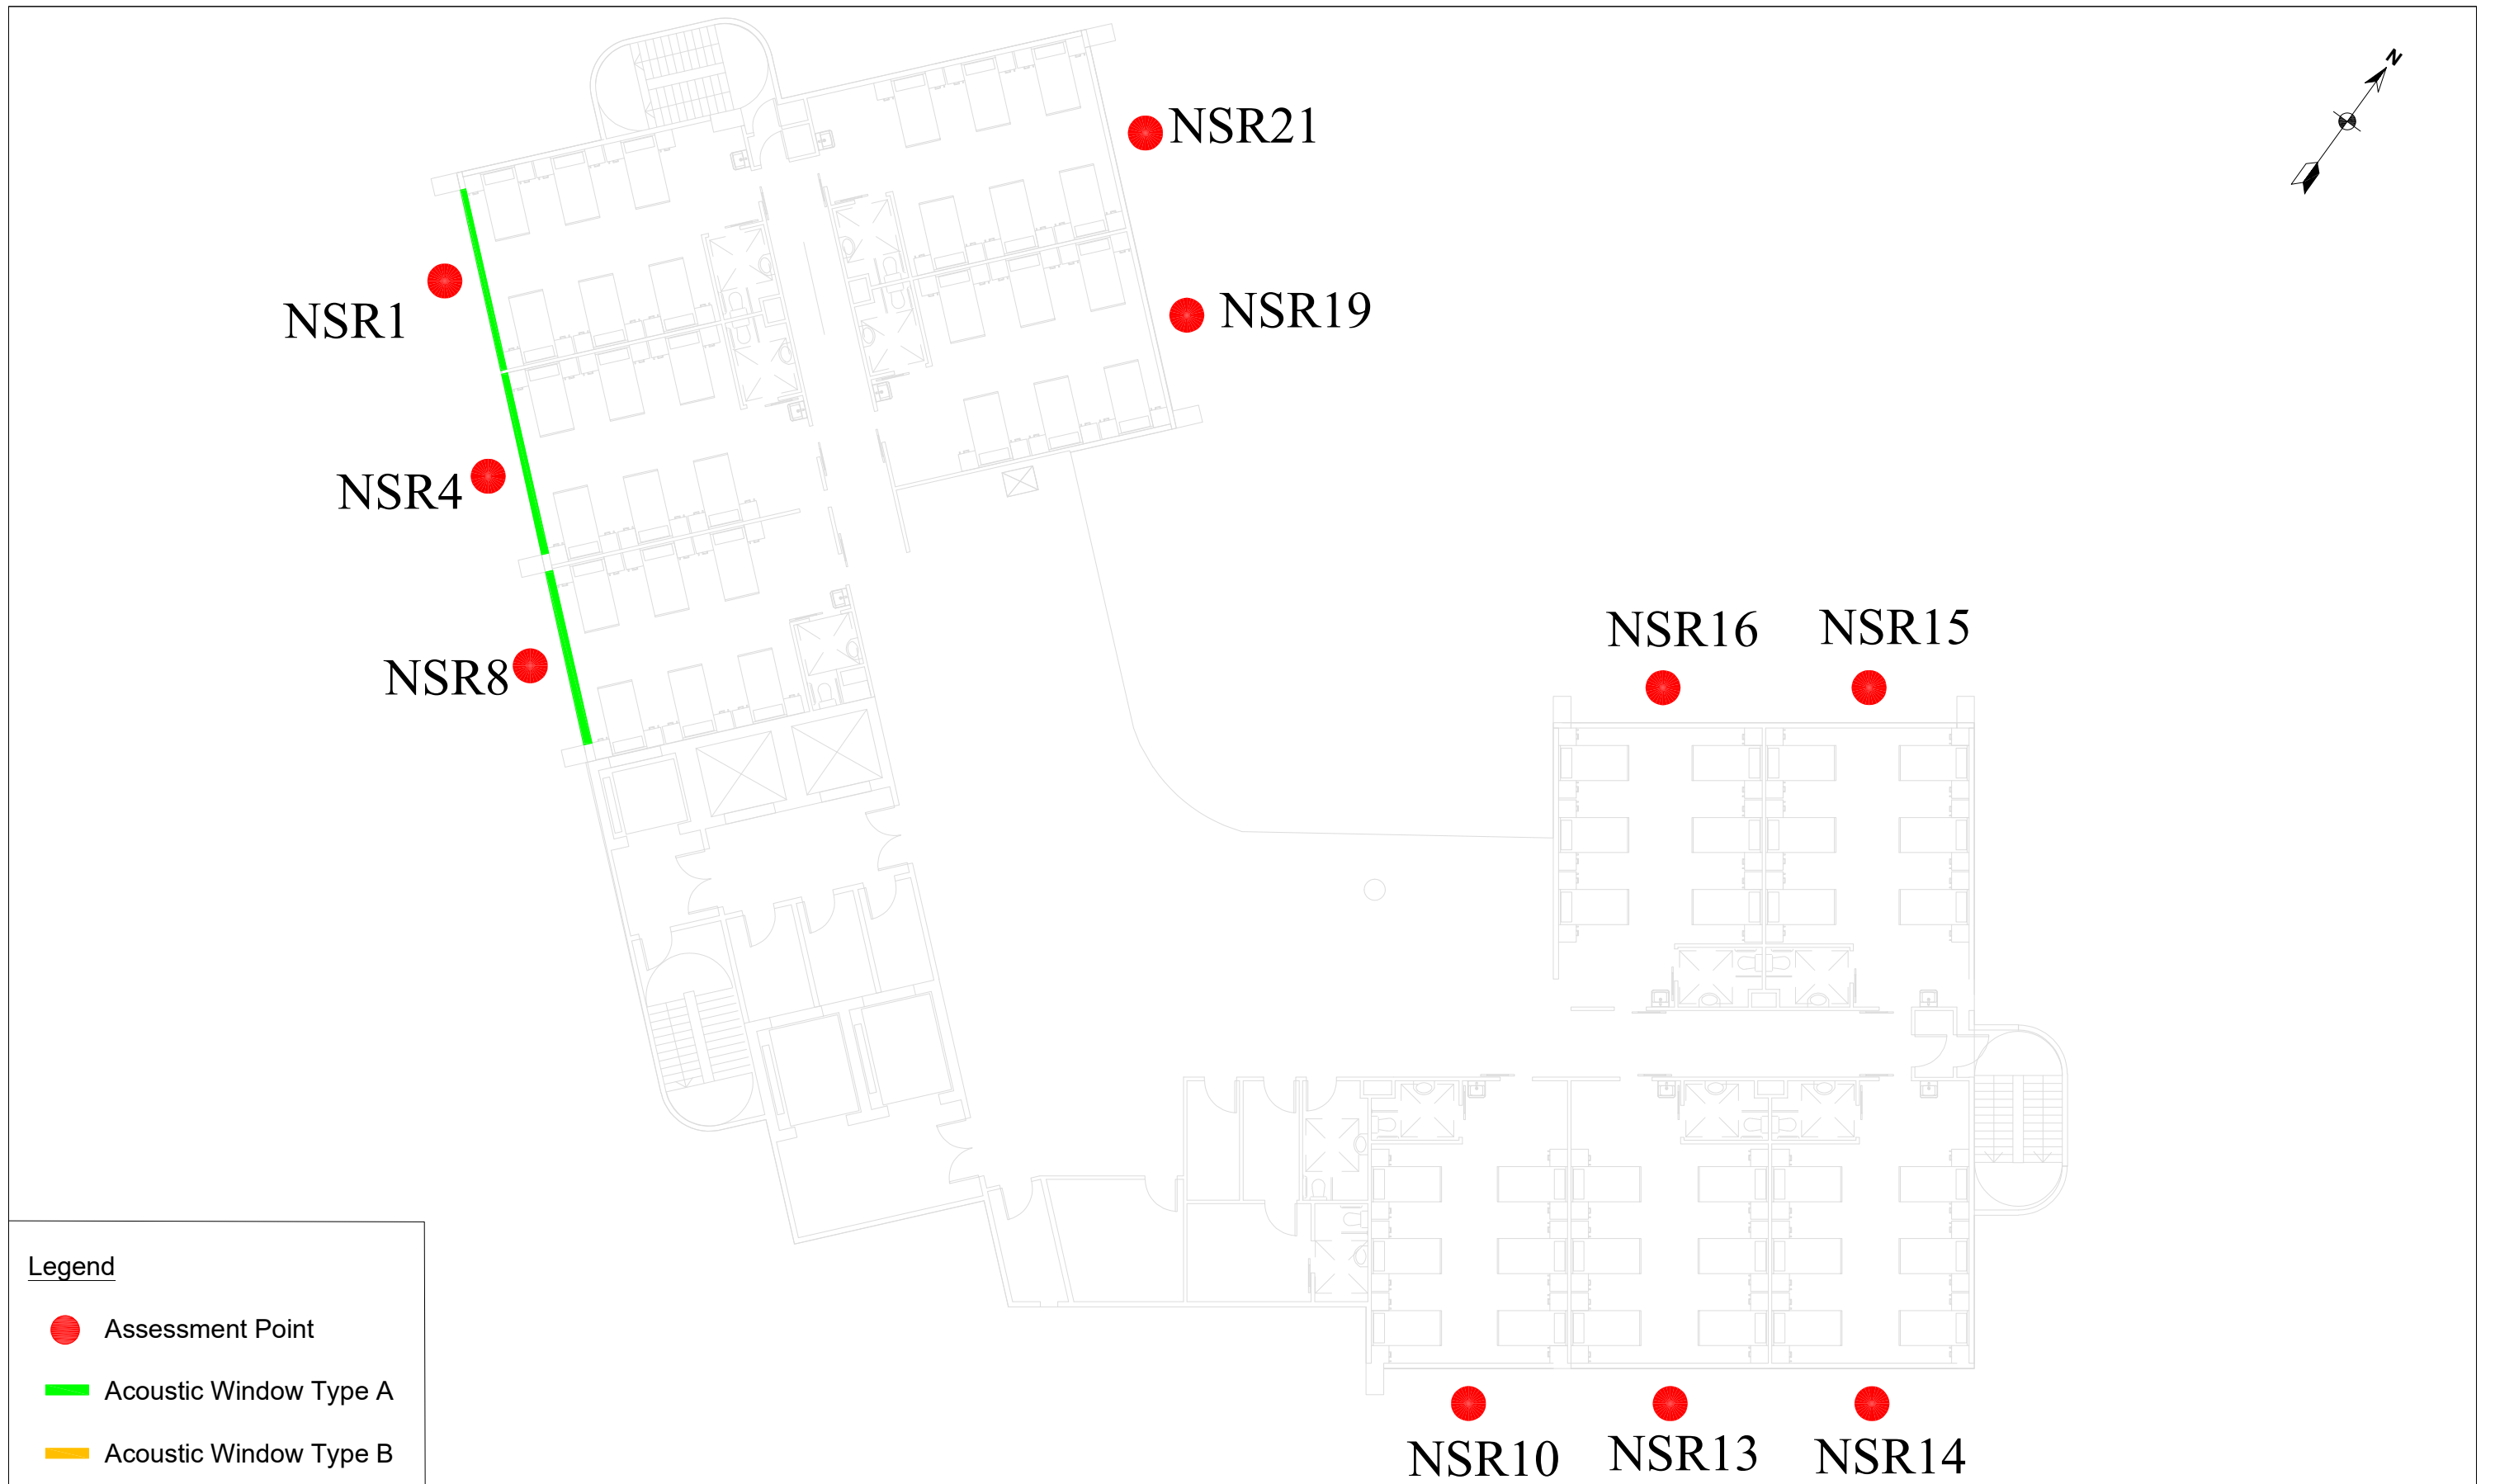 N
NSR21
NSR1
NSR19
NSR4
NSR8
NSR16
NSR15
Legend
Assessment Point
Acoustic Window Type A
Acoustic Window Type B
NSR10
NSR13
NSR14